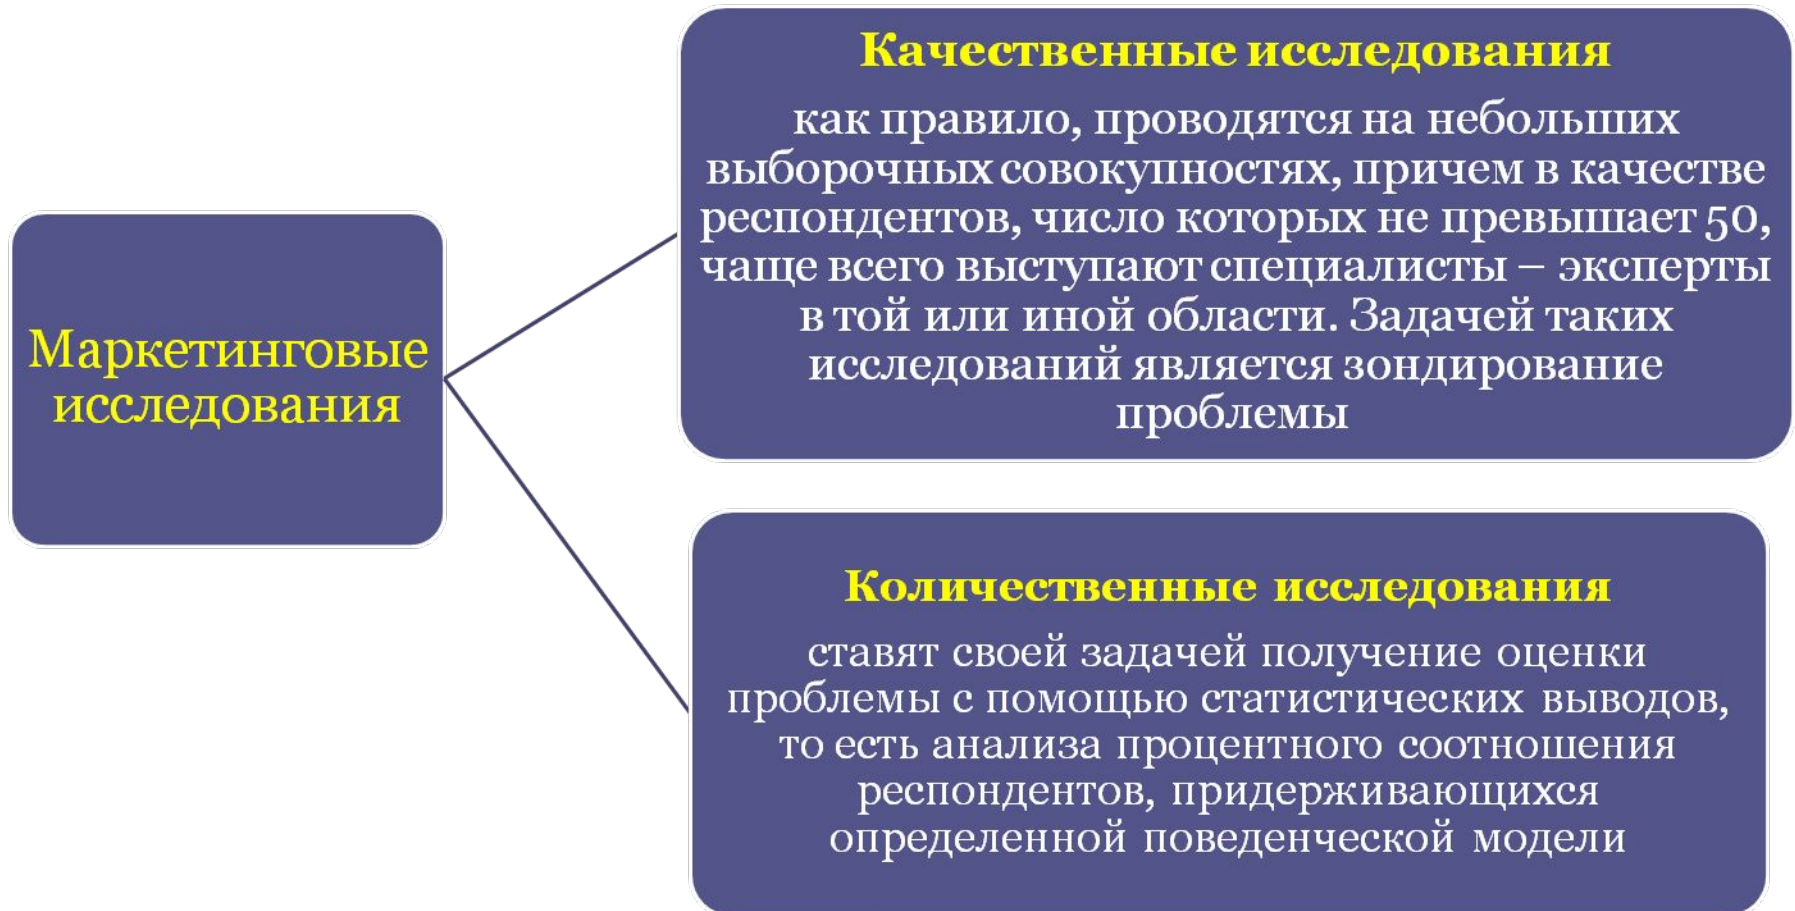 Маркетинговые
исследования
Качественные исследования
как правило, проводятся на небольших
выборочных совокупностях, причем в качестве
респондентов, число которых не превышает 50,
чаще всего выступают специалисты – эксперты
в той или иной области. Задачей таких
исследований является зондирование
проблемы
Количественные исследования
ставят своей задачей получение оценки
проблемы с помощью статистических выводов,
то есть анализа процентного соотношения
респондентов, придерживающихся
определенной поведенческой модели